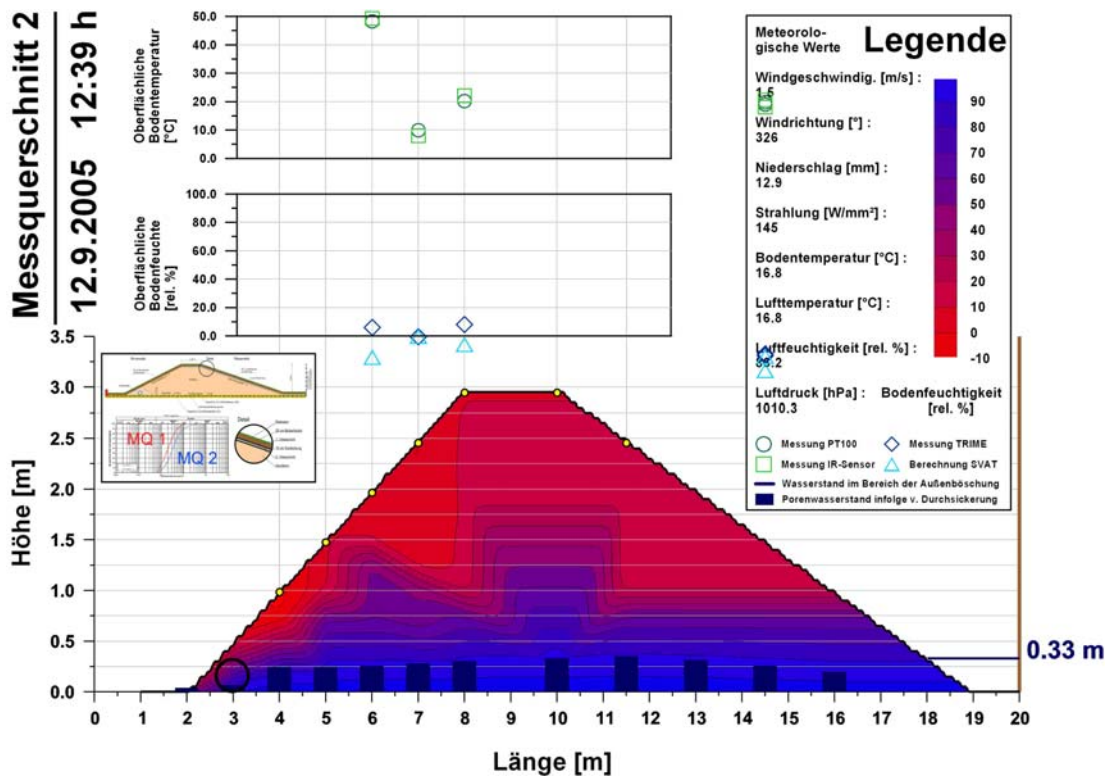 Messquerschnitt 2
12.9.2005 12:39 h
Oberflächliche
Bodentemperatur
[°C]
50.0
40.0
30.0
20.0
10.0
0.0
Oberflächliche
Bodenfeuchte
[rel. %]
100.0
80.0
60.0
40.0
20.0
0.0
Legende
Meteorolo-
gische Werte
Windgeschwindig. [m/s] :
1.5
Windrichtung [°] :
326
Niederschlag [mm] :
12.9
Strahlung [W/mm²] :
145
Bodentemperatur [°C] :
16.8
Lufttemperatur [°C] :
16.8
Luftfeuchtigkeit [rel. %] :
Luftdruck [hPa] :
1010.3
90
80
70
60
50
40
30
20
10
0
-10
Bodenfeuchtigkeit
[rel. %]
Messung PT100
Messung TRIME
Messung IR-Sensor
Berechnung SVAT
Wasserstand im Bereich der Außenböschung
Porenwasserstand infolge v. Durchsickerung
MQ 1
MQ 2
Detail
Höhe [m]
3.5
3.0
2.5
2.0
1.5
1.0
0.5
0.0
0.33 m
0 1 2 3 4 5 6 7 8 9 10 11 12 13 14 15 16 17 18 19 20
Länge [m]